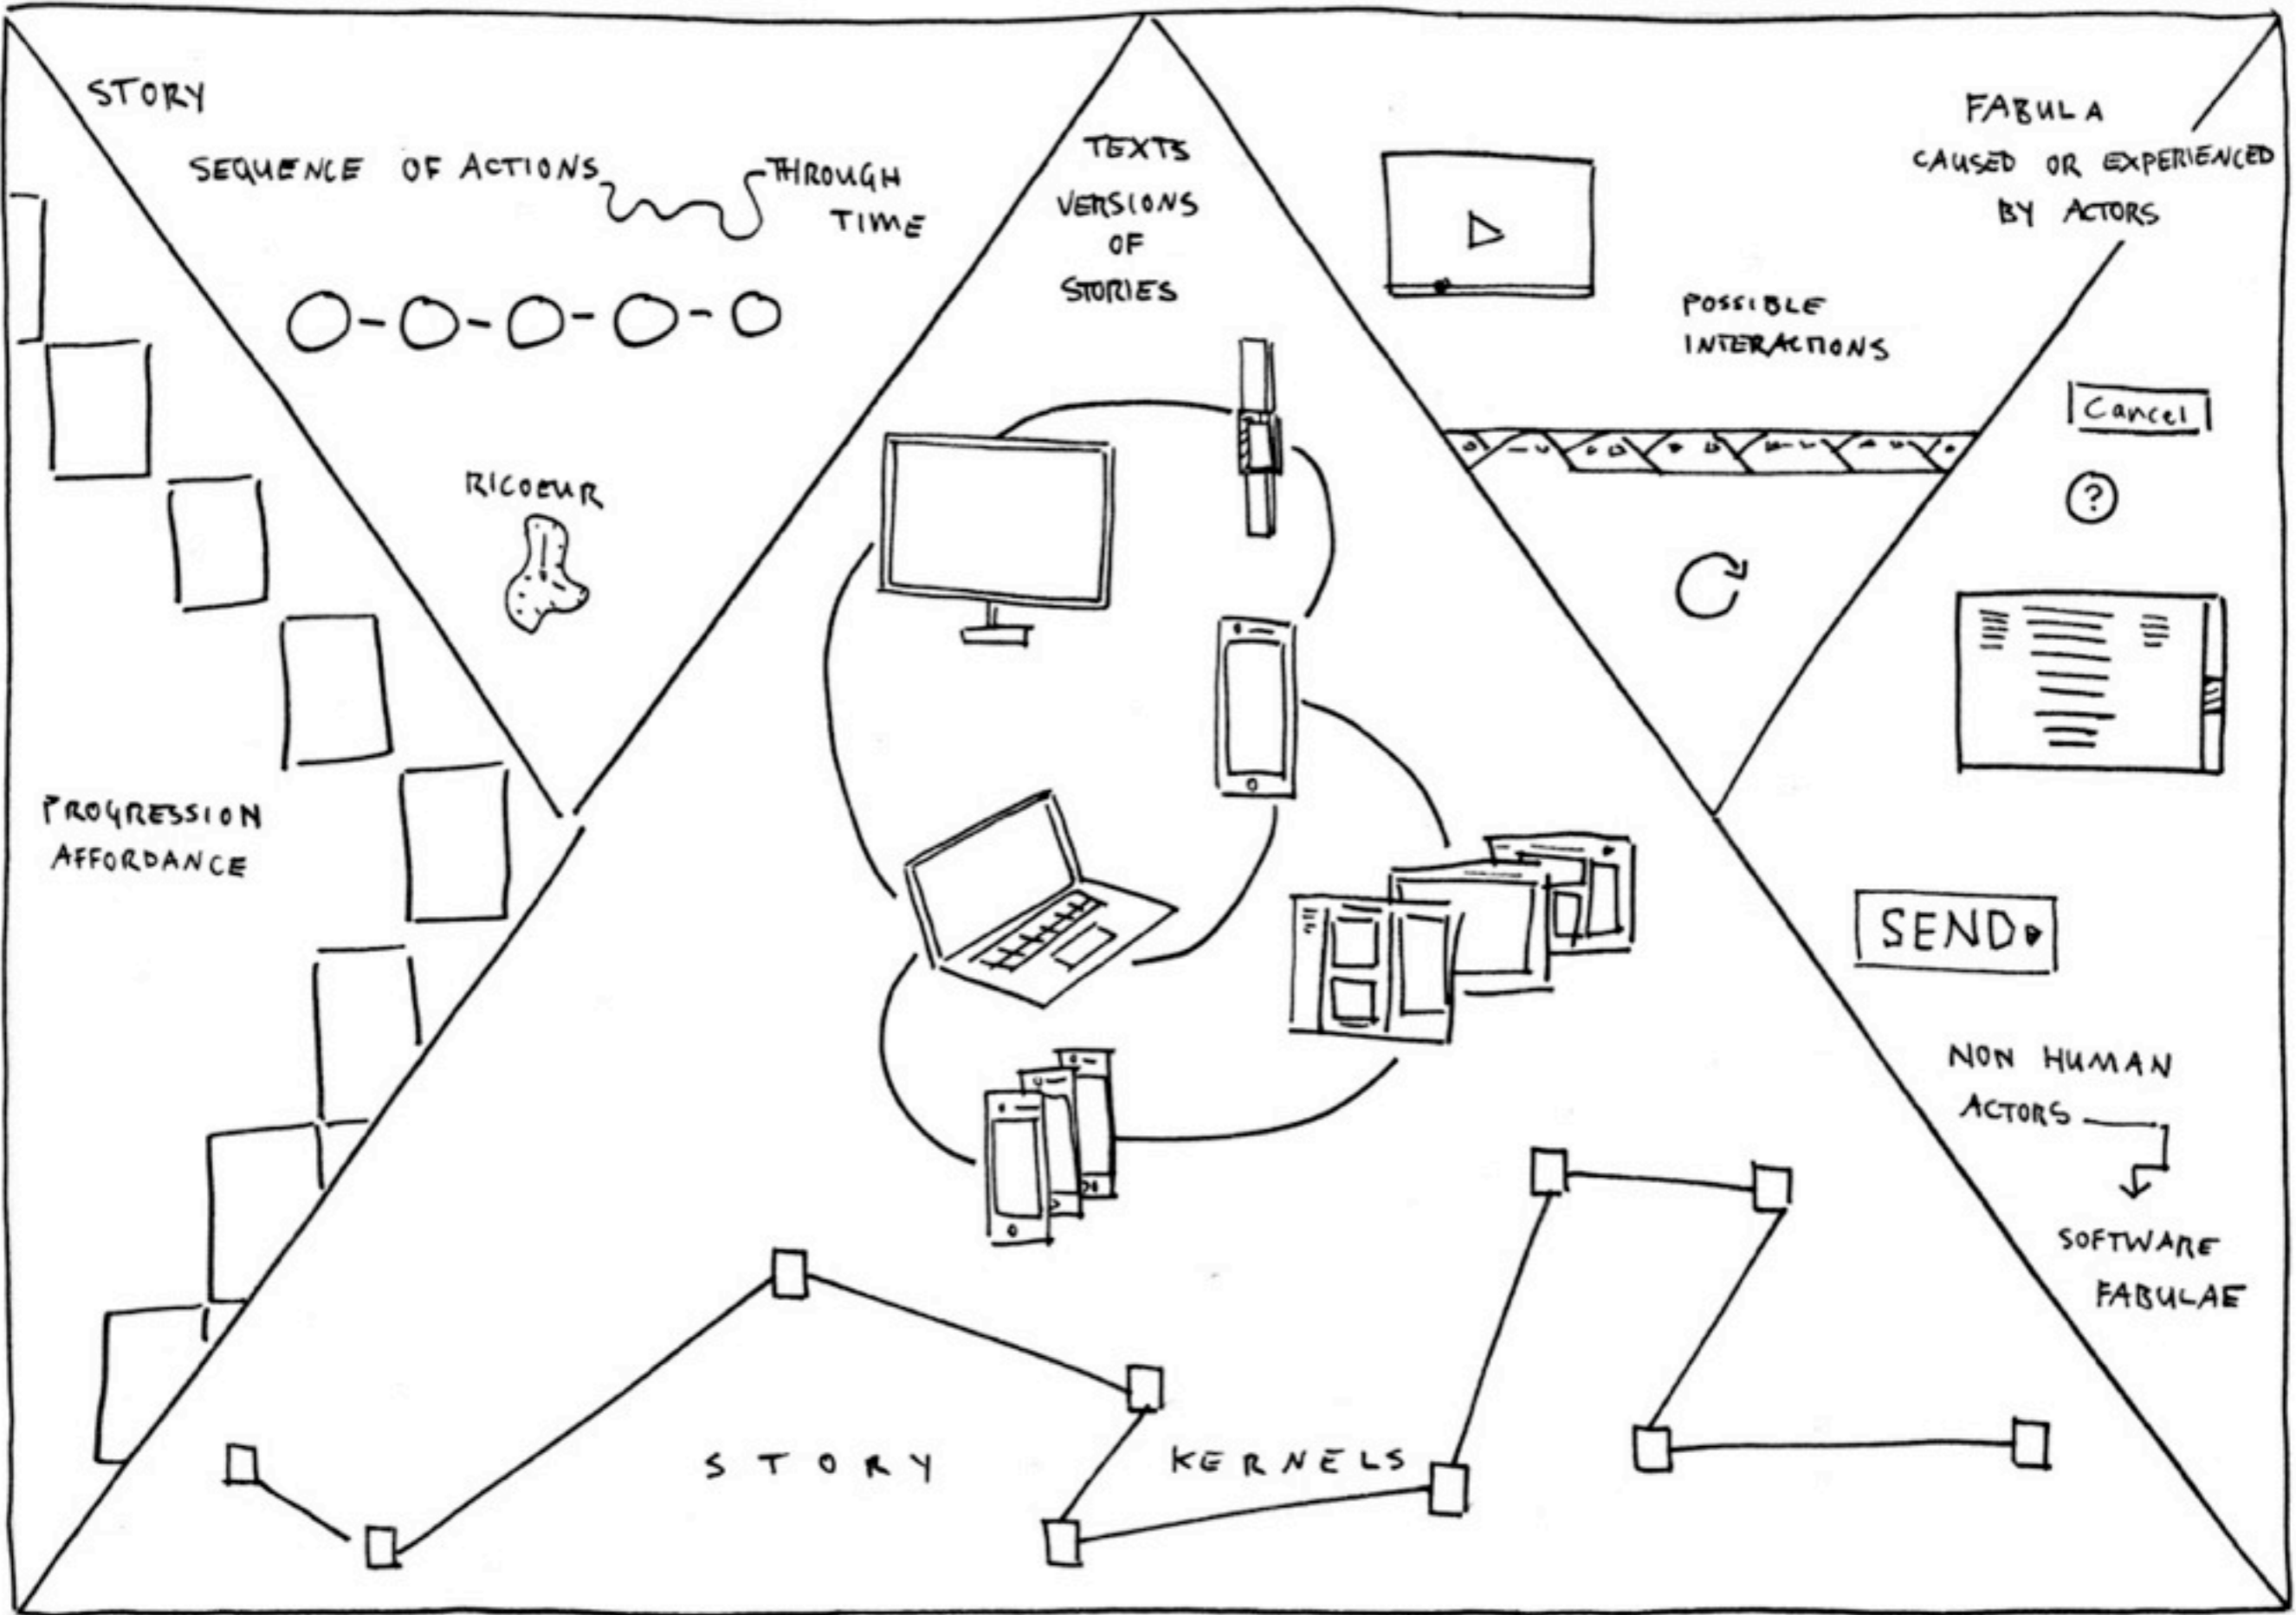 STORY
SEQUENCE OF ACTIONS
THROUGH
TIME
RICOEUR
PROGRESSION
AFFORDANCE
TEXTS
VERSIONS
OF
STORIES
POSSIBLE
INTERACTIONS
FABULA
CAUSED OR EXPERIENCED
BY ACTORS
Cancel
?
SEND
NON HUMAN
ACTORS
SOFTWARE
FABULAE
STORY KERNELS